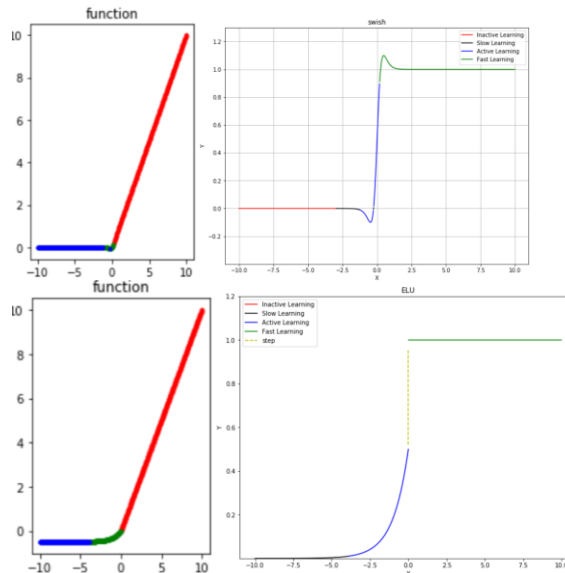 function
10
8
6
4
2
0
−10 −5 0 5 10
swish
Inactive Learning
Slow Learning
Active Learning
Fast Learning
1.2
1.0
0.8
0.6
0.4
0.2
0.0
−0.2
Y
−10.0 −7.5 −5.0 −2.5 0.0 2.5 5.0 7.5 10.0
X
function
10
8
6
4
2
0
−10 −5 0 5 10
ELU
Inactive Learning
Slow Learning
Active Learning
Fast Learning
step
1.2
1.0
0.8
0.6
0.4
0.2
Y
−10.0 −7.5 −5.0 −2.5 0.0 2.5 5.0 7.5 10.0